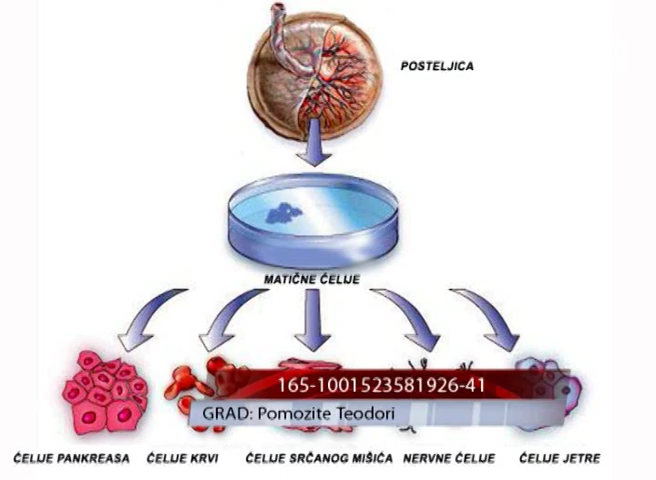 POSTELJICA
MATIČNE ĆELIJE
165-1001523581926-41
GRAD: Pomozite Teodori
ĆELIJE PANKREASA ĆELIJE KRVI ĆELIJE SRČANOG MIŠIĆA NERVNE ĆELIJE ĆELIJE JETRE